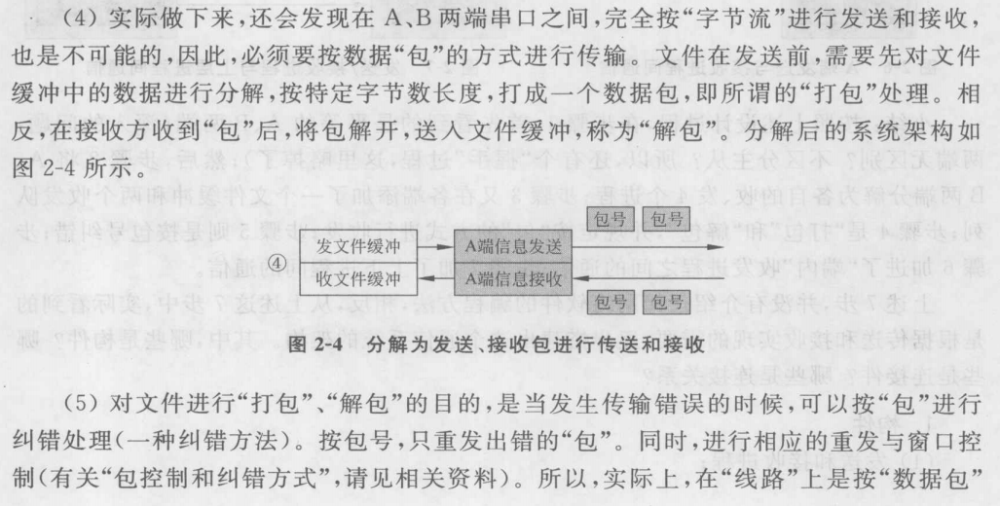 (4) 实际做下来,还会发现在 A、B 两端串口之间,完全按“字节流”进行发送和接收,
也是不可能的,因此,必须要按数据“包”的方式进行传输。文件在发送前,需要先对文件
缓冲中的数据进行分解,按特定字节数长度,打成一个数据包,即所谓的“打包”处理。相
反,在接收方收到“包”后,将包解开,送入文件缓冲,称为“解包”。分解后的系统架构如
图 2-4 所示。
包号 包号
④ 发文件缓冲 A端信息发送
收文件缓冲 A端信息接收
包号 包号
图 2-4 分解为发送、接收包进行传送和接收
(5) 对文件进行“打包”、“解包”的目的,是当发生传输错误的时候,可以按“包”进行
纠错处理(一种纠错方法)。按包号,只重发出错的“包”。同时,进行相应的重发与窗口控
制(有关“包控制和纠错方式”,请见相关资料)。所以,实际上,在“线路”上是按“数据包”